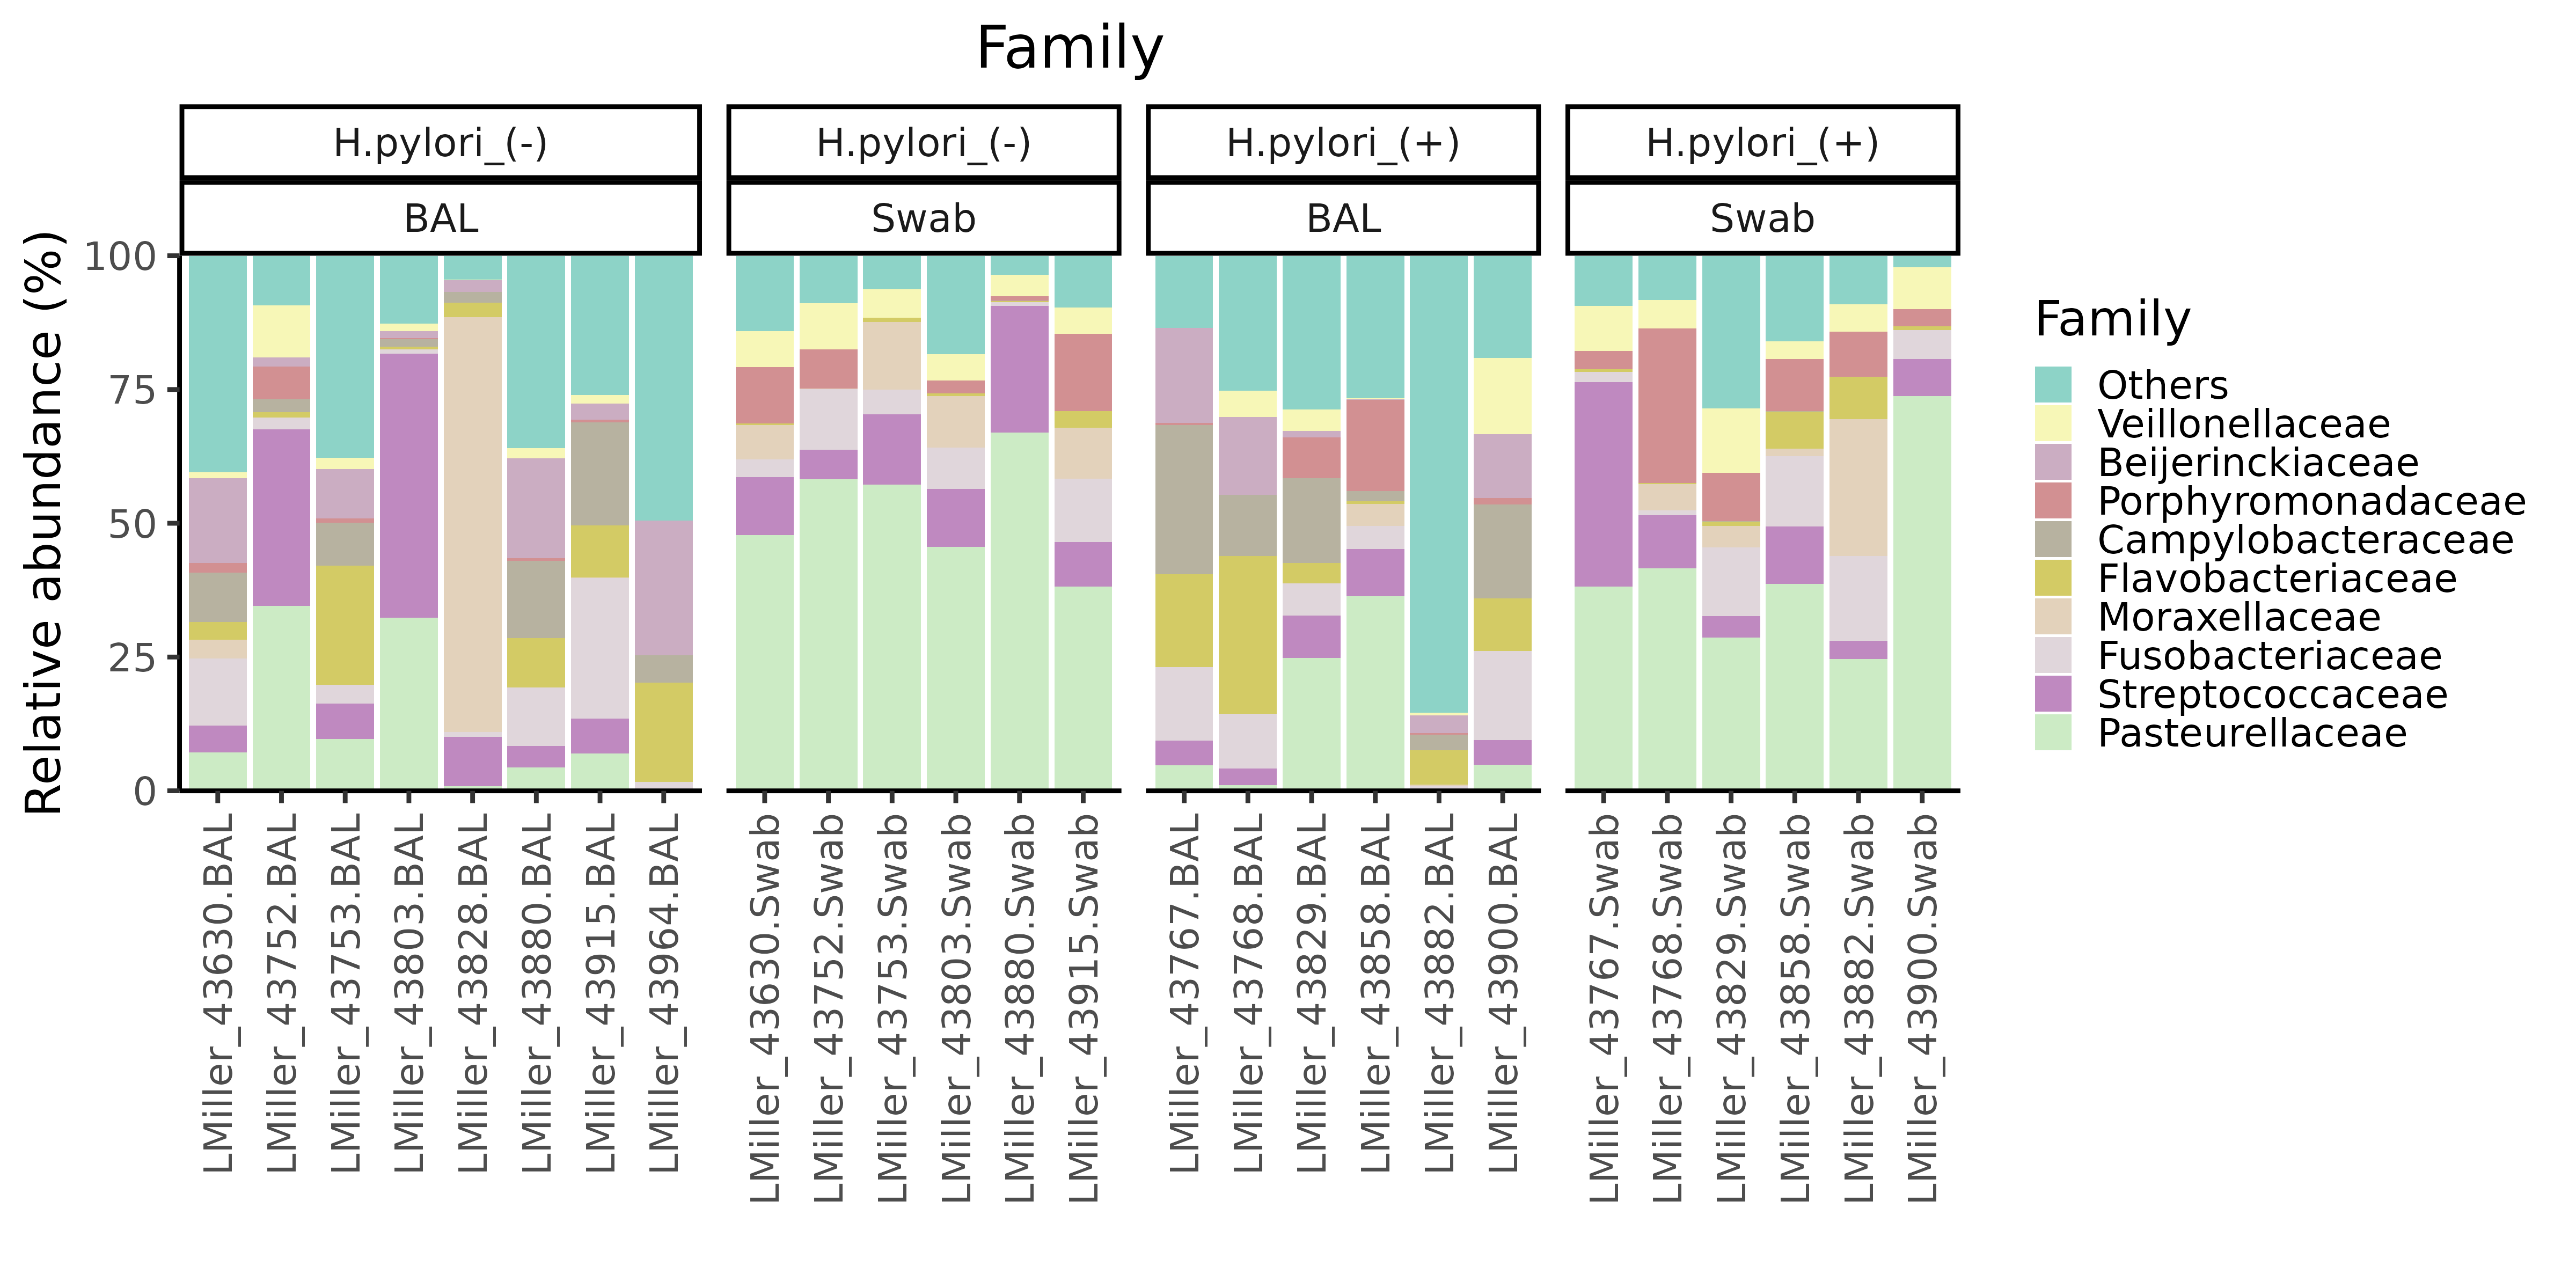 Family
H.pylori_(-)
H.pylori_(-)
H.pylori_(+)
H.pylori_(+)
BAL
Swab
BAL
Swab
Relative abundance (%)
100
75
50
25
0
LMiller_43630.BAL
LMiller_43752.BAL
LMiller_43753.BAL
LMiller_43803.BAL
LMiller_43828.BAL
LMiller_43880.BAL
LMiller_43915.BAL
LMiller_43964.BAL
LMiller_43630.Swab
LMiller_43752.Swab
LMiller_43753.Swab
LMiller_43803.Swab
LMiller_43880.Swab
LMiller_43915.Swab
LMiller_43767.BAL
LMiller_43768.BAL
LMiller_43829.BAL
LMiller_43858.BAL
LMiller_43882.BAL
LMiller_43900.BAL
LMiller_43767.Swab
LMiller_43768.Swab
LMiller_43829.Swab
LMiller_43858.Swab
LMiller_43882.Swab
LMiller_43900.Swab
Family
Others
Veillonellaceae
Beijerinckiaceae
Porphyromonadaceae
Campylobacteraceae
Flavobacteriaceae
Moraxellaceae
Fusobacteriaceae
Streptococcaceae
Pasteurellaceae